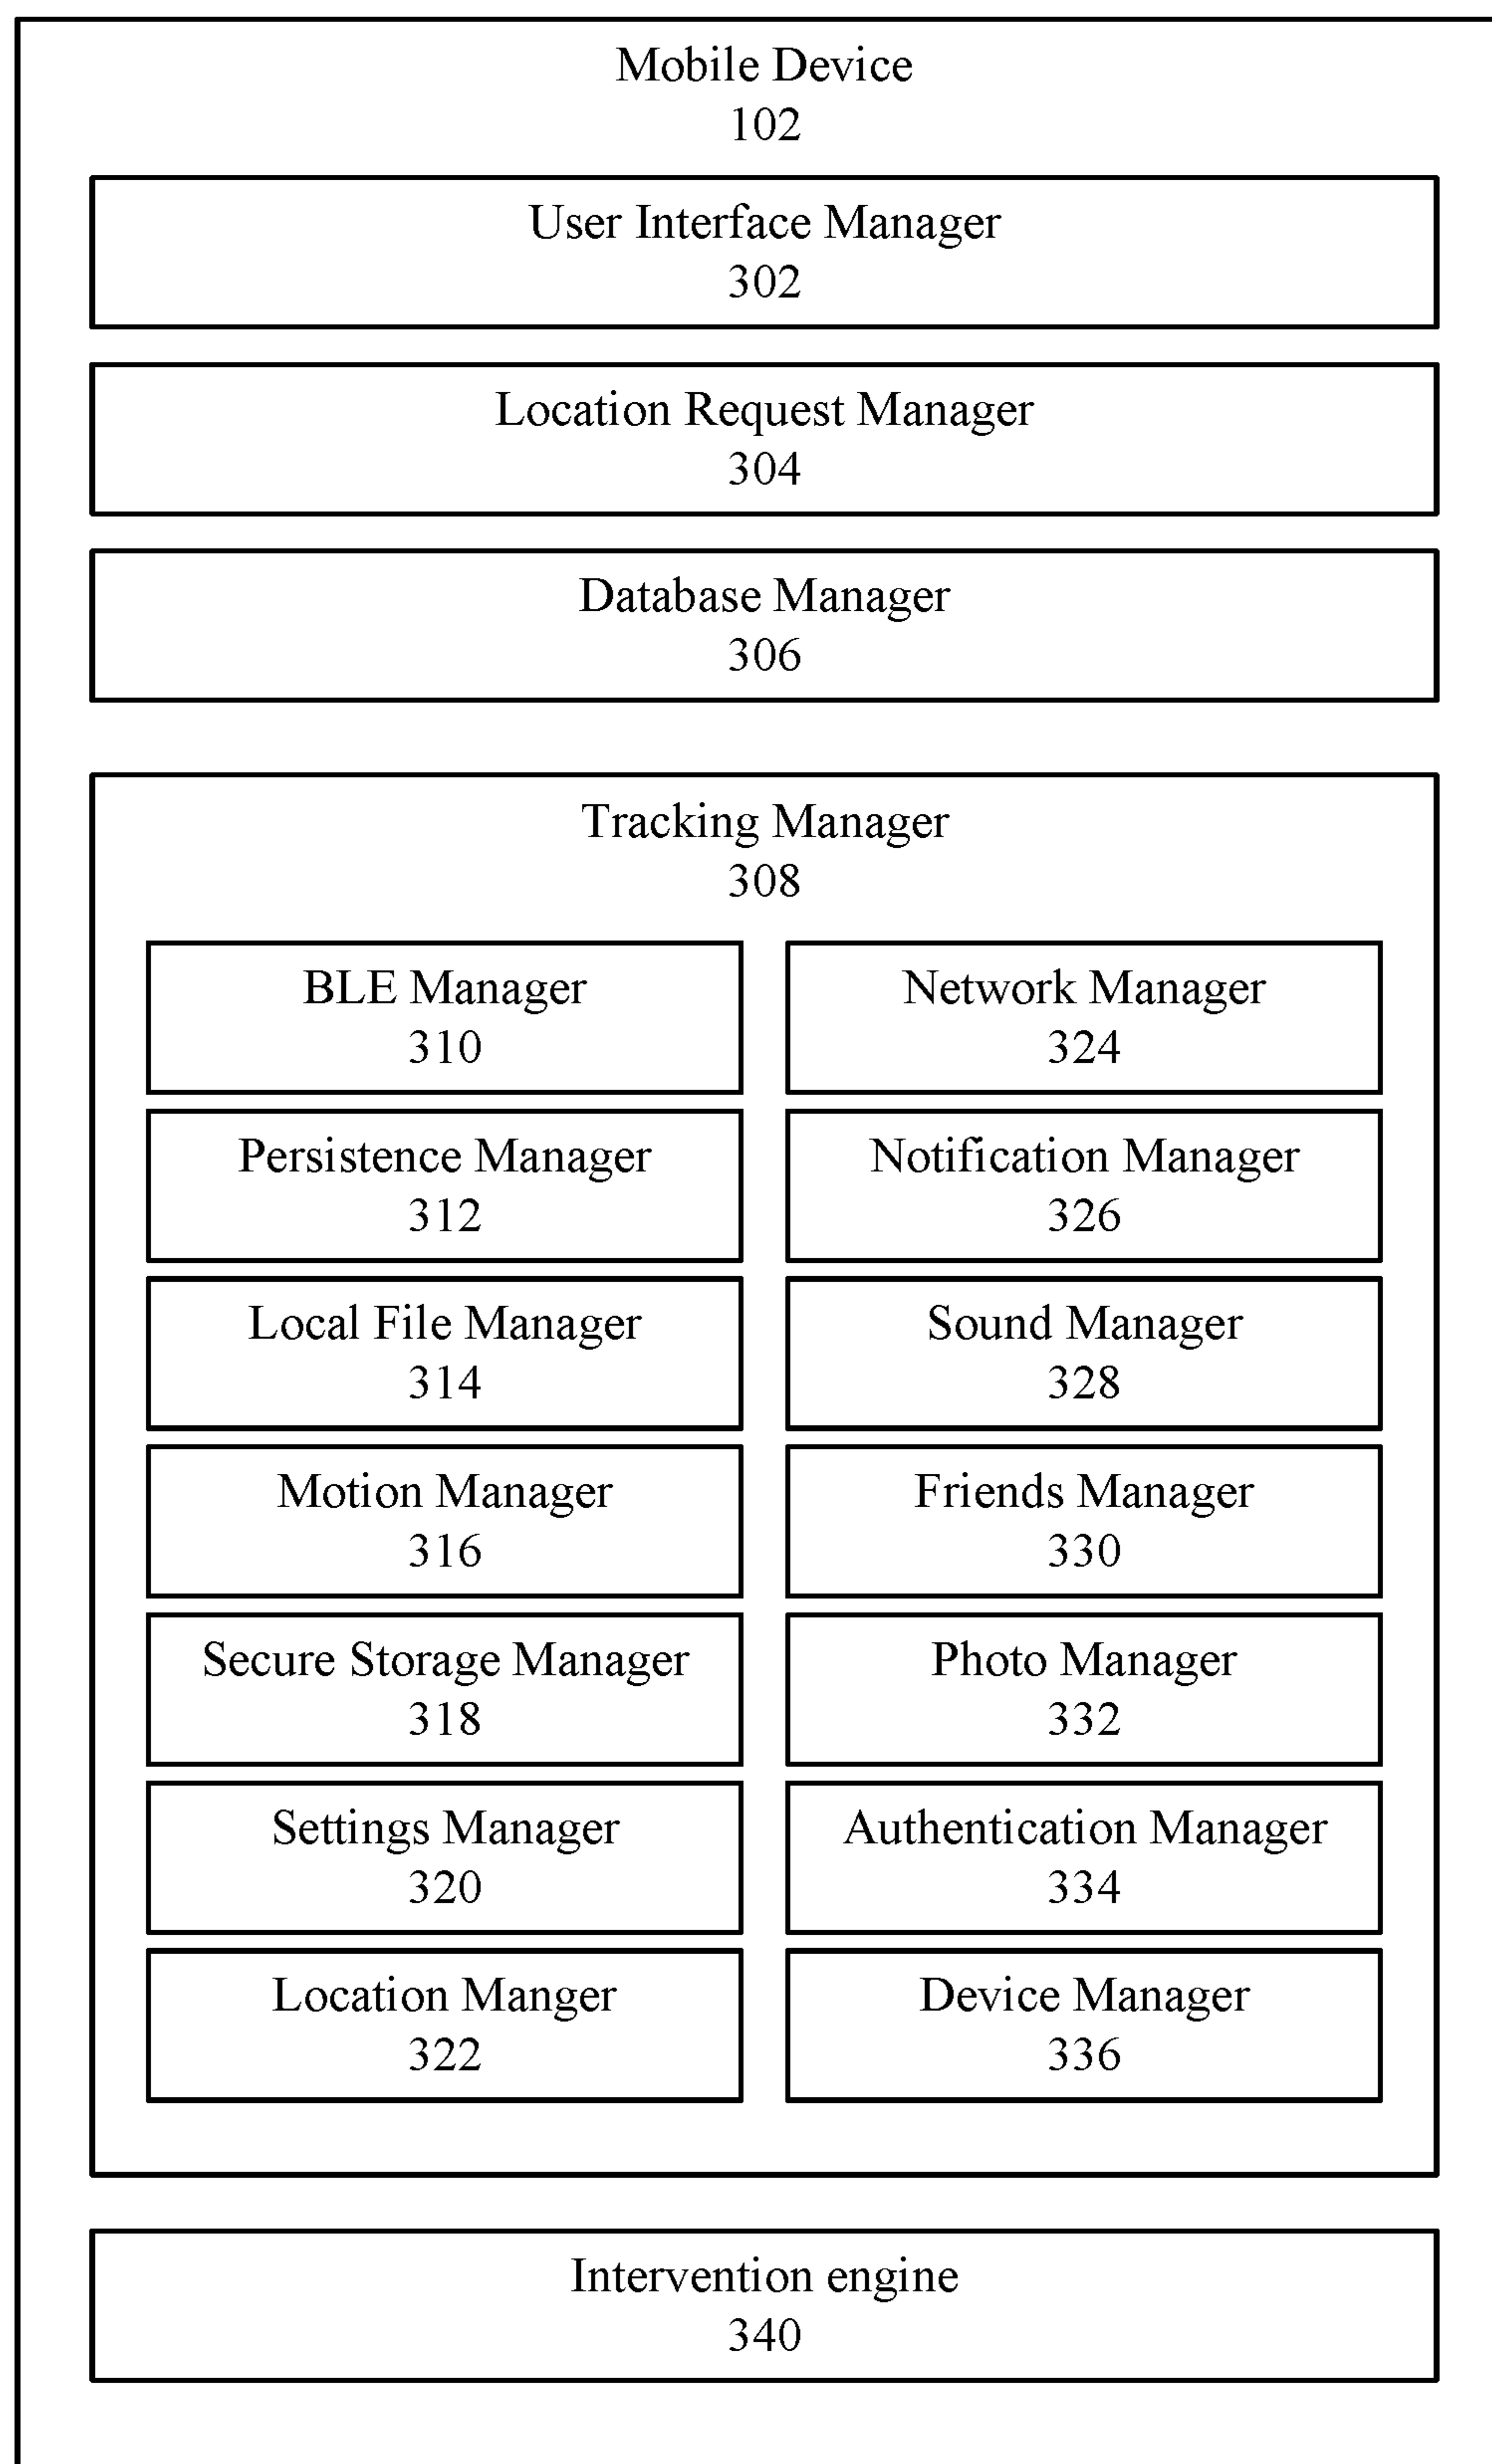 Mobile Device
102
User Interface Manager
302
Location Request Manager
304
Database Manager
306
Tracking Manager
308
BLE Manager
310
Network Manager
324
Persistence Manager
312
Notification Manager
326
Local File Manager
314
Sound Manager
328
Motion Manager
316
Friends Manager
330
Secure Storage Manager
318
Photo Manager
332
Settings Manager
320
Authentication Manager
334
Location Manger
322
Device Manager
336
Intervention engine
340